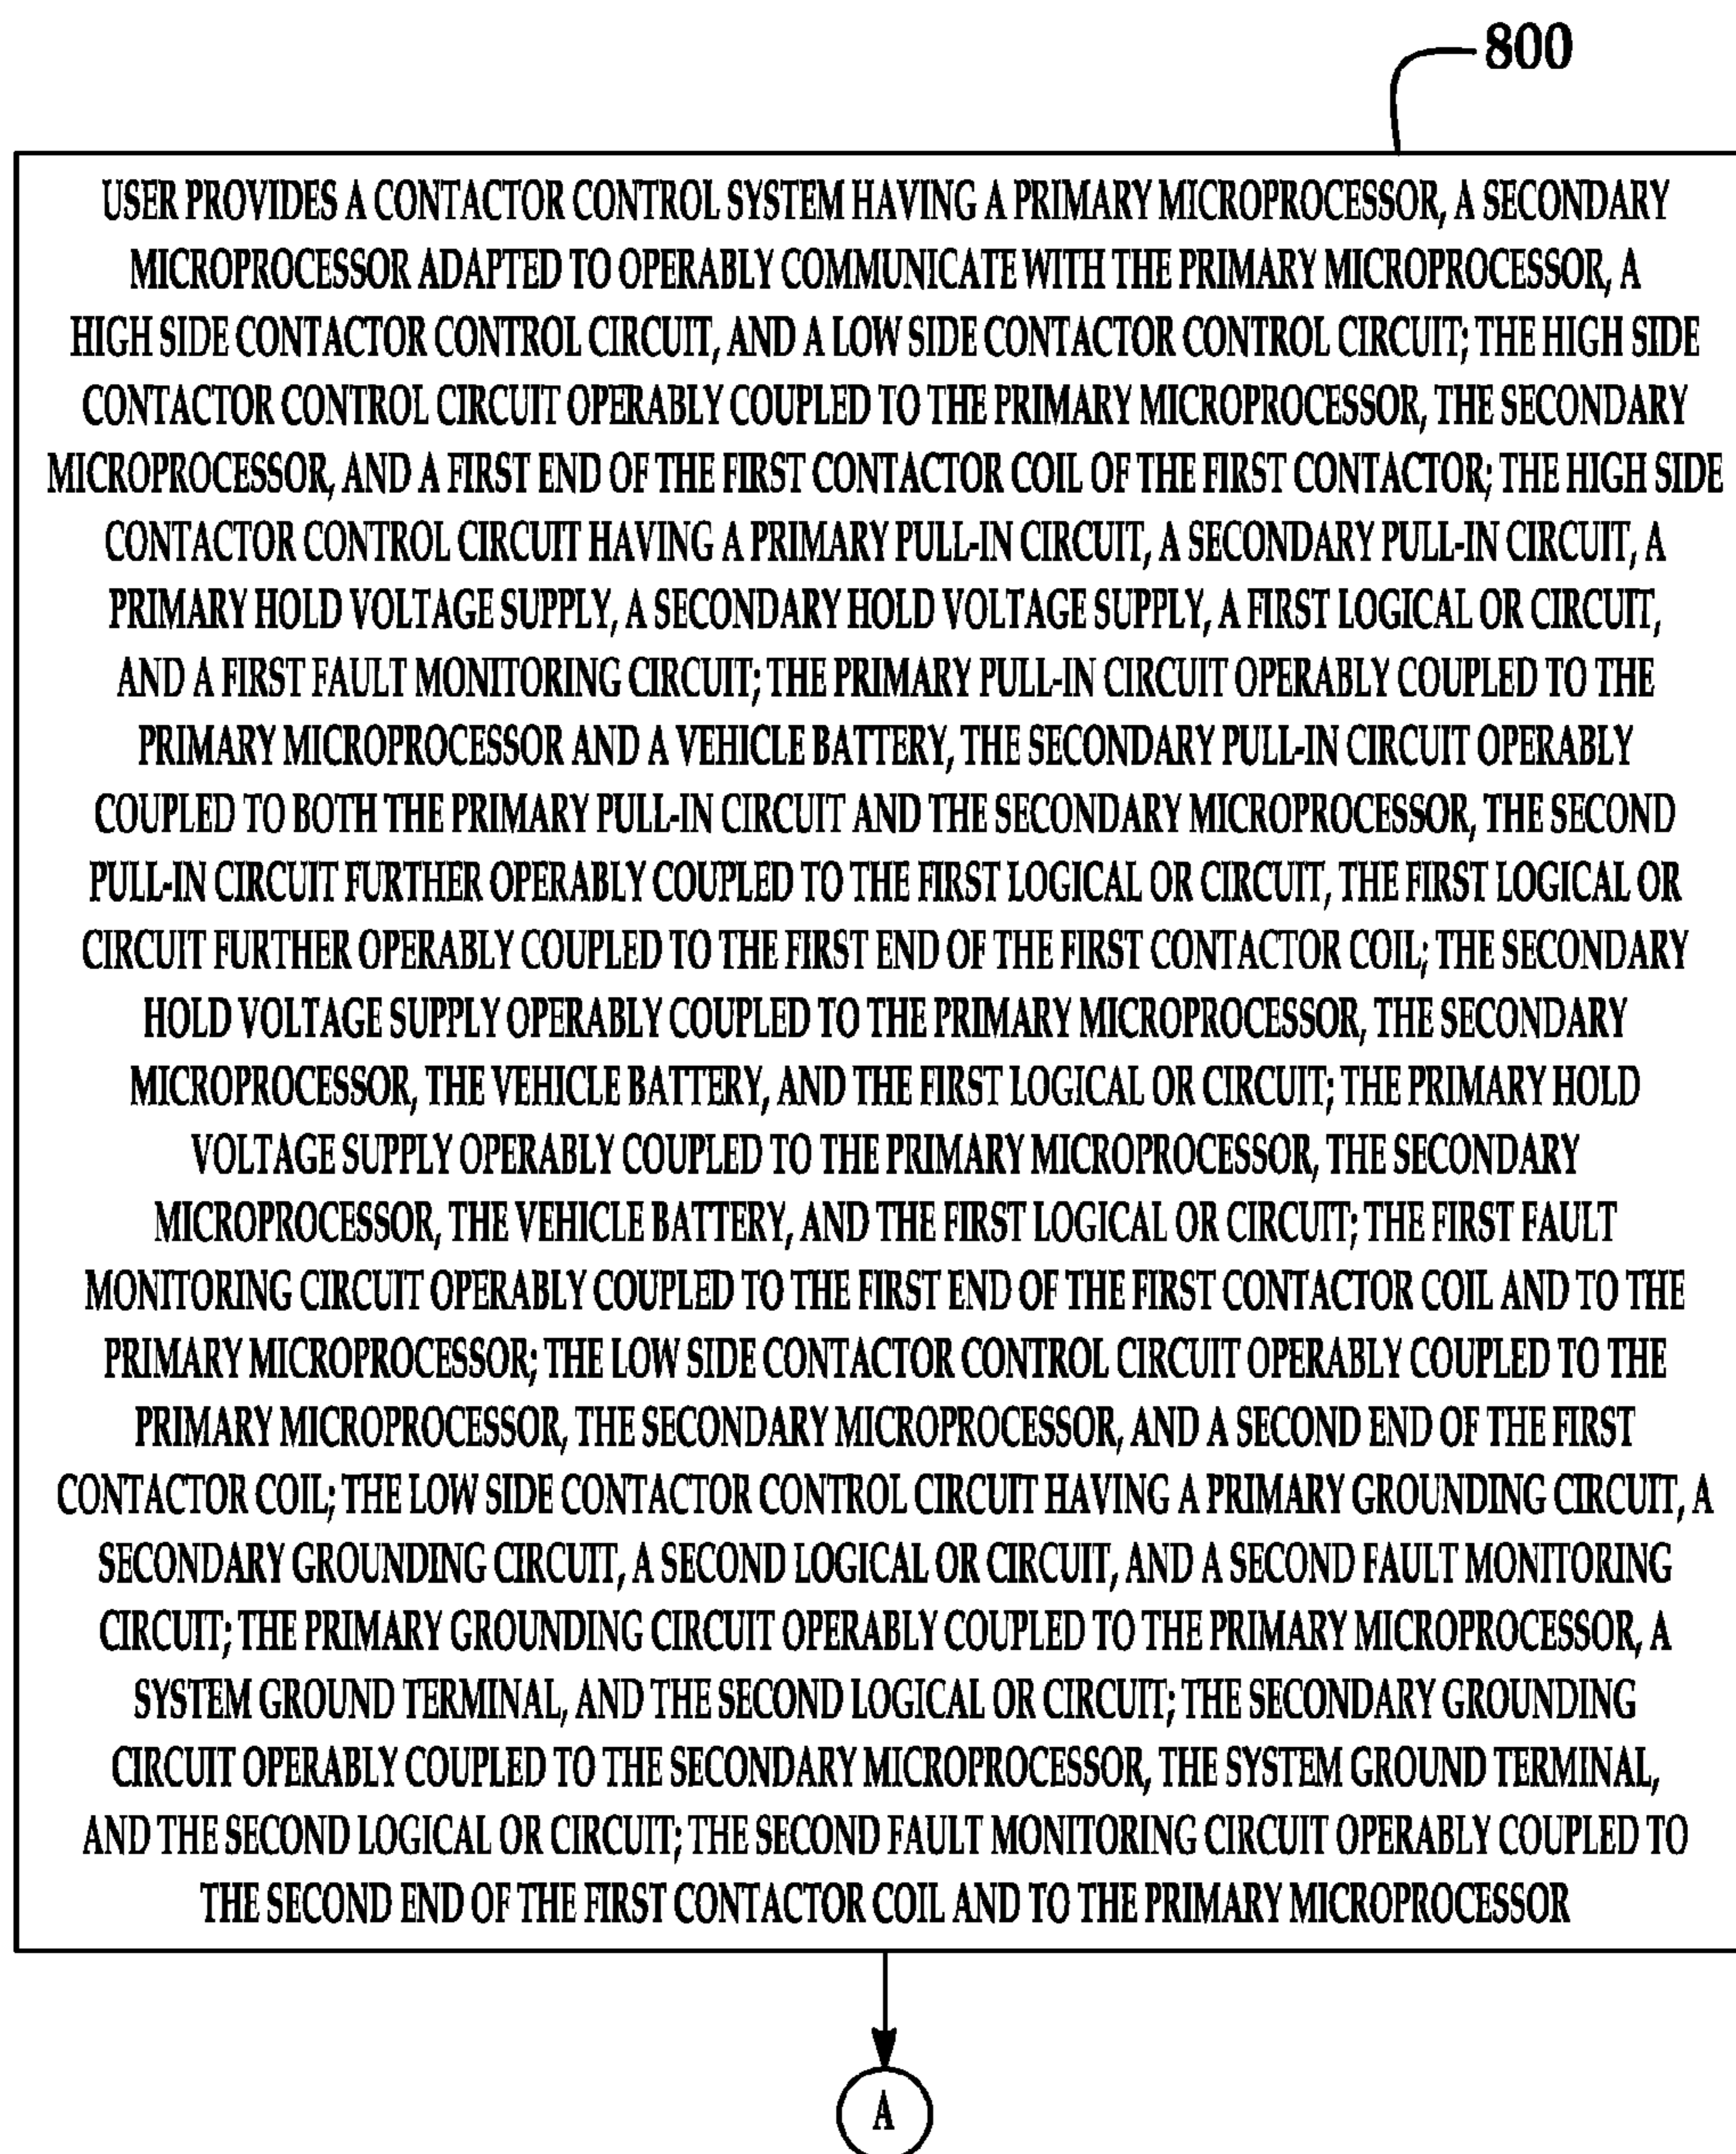 800
USER PROVIDES A CONTACTOR CONTROL SYSTEM HAVING A PRIMARY MICROPROCESSOR, A SECONDARY
MICROPROCESSOR ADAPTED TO OPERABLY COMMUNICATE WITH THE PRIMARY MICROPROCESSOR, A
HIGH SIDE CONTACTOR CONTROL CIRCUIT, AND A LOW SIDE CONTACTOR CONTROL CIRCUIT; THE HIGH SIDE
CONTACTOR CONTROL CIRCUIT OPERABLY COUPLED TO THE PRIMARY MICROPROCESSOR, THE SECONDARY
MICROPROCESSOR, AND A FIRST END OF THE FIRST CONTACTOR COIL OF THE FIRST CONTACTOR; THE HIGH SIDE
CONTACTOR CONTROL CIRCUIT HAVING A PRIMARY PULL-IN CIRCUIT, A SECONDARY PULL-IN CIRCUIT, A
PRIMARY HOLD VOLTAGE SUPPLY, A SECONDARY HOLD VOLTAGE SUPPLY, A FIRST LOGICAL OR CIRCUIT,
AND A FIRST FAULT MONITORING CIRCUIT; THE PRIMARY PULL-IN CIRCUIT OPERABLY COUPLED TO THE
PRIMARY MICROPROCESSOR AND A VEHICLE BATTERY, THE SECONDARY PULL-IN CIRCUIT OPERABLY
COUPLED TO BOTH THE PRIMARY PULL-IN CIRCUIT AND THE SECONDARY MICROPROCESSOR, THE SECOND
PULL-IN CIRCUIT FURTHER OPERABLY COUPLED TO THE FIRST LOGICAL OR CIRCUIT, THE FIRST LOGICAL OR
CIRCUIT FURTHER OPERABLY COUPLED TO THE FIRST END OF THE FIRST CONTACTOR COIL; THE SECONDARY
HOLD VOLTAGE SUPPLY OPERABLY COUPLED TO THE PRIMARY MICROPROCESSOR, THE SECONDARY
MICROPROCESSOR, THE VEHICLE BATTERY, AND THE FIRST LOGICAL OR CIRCUIT; THE PRIMARY HOLD
VOLTAGE SUPPLY OPERABLY COUPLED TO THE PRIMARY MICROPROCESSOR, THE SECONDARY
MICROPROCESSOR, THE VEHICLE BATTERY, AND THE FIRST LOGICAL OR CIRCUIT; THE FIRST FAULT
MONITORING CIRCUIT OPERABLY COUPLED TO THE FIRST END OF THE FIRST CONTACTOR COIL AND TO THE
PRIMARY MICROPROCESSOR; THE LOW SIDE CONTACTOR CONTROL CIRCUIT OPERABLY COUPLED TO THE
PRIMARY MICROPROCESSOR, THE SECONDARY MICROPROCESSOR, AND A SECOND END OF THE FIRST
CONTACTOR COIL; THE LOW SIDE CONTACTOR CONTROL CIRCUIT HAVING A PRIMARY GROUNDING CIRCUIT, A
SECONDARY GROUNDING CIRCUIT, A SECOND LOGICAL OR CIRCUIT, AND A SECOND FAULT MONITORING
CIRCUIT; THE PRIMARY GROUNDING CIRCUIT OPERABLY COUPLED TO THE PRIMARY MICROPROCESSOR, A
SYSTEM GROUND TERMINAL, AND THE SECOND LOGICAL OR CIRCUIT; THE SECONDARY GROUNDING
CIRCUIT OPERABLY COUPLED TO THE SECONDARY MICROPROCESSOR, THE SYSTEM GROUND TERMINAL,
AND THE SECOND LOGICAL OR CIRCUIT; THE SECOND FAULT MONITORING CIRCUIT OPERABLY COUPLED TO
THE SECOND END OF THE FIRST CONTACTOR COIL AND TO THE PRIMARY MICROPROCESSOR
A